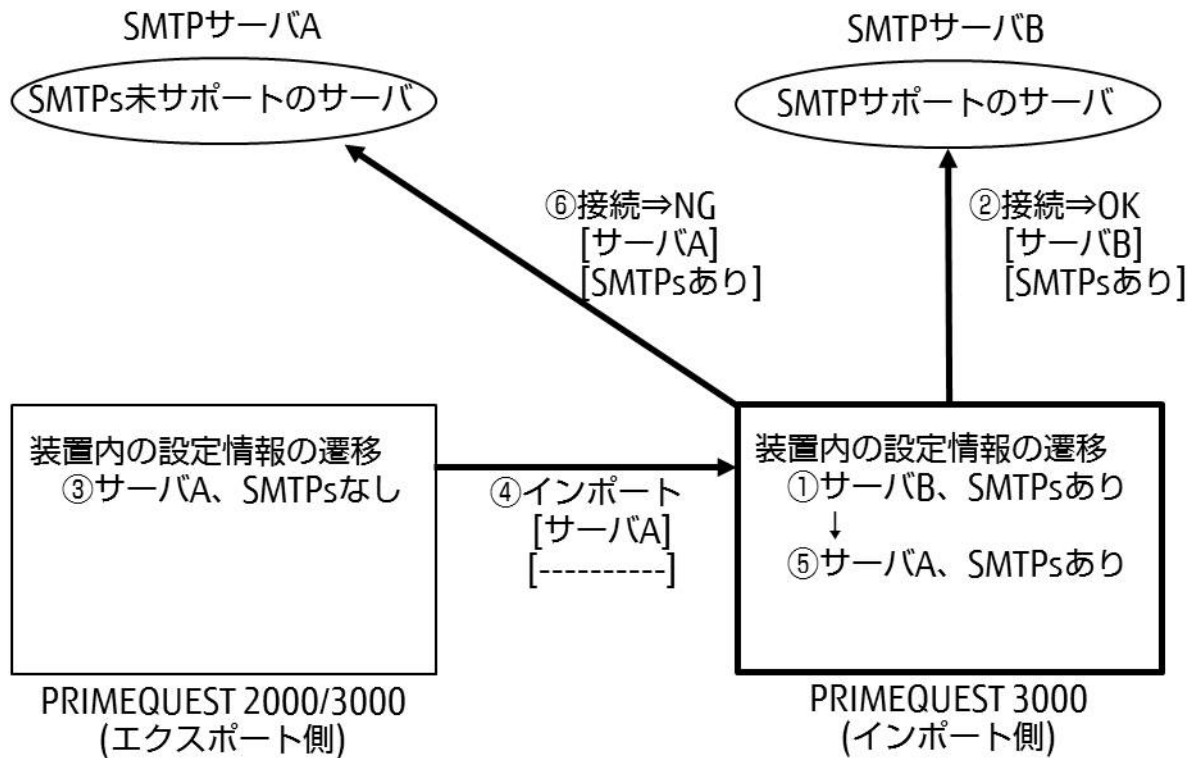 SMTPサーバA
SMTPs未サポートのサーバ
SMTPサーバB
SMTPサポートのサーバ
⑥接続⇒NG
[サーバA]
[SMTPsあり]
②接続⇒OK
[サーバB]
[SMTPsあり]
装置内の設定情報の遷移
③サーバA、SMTPsなし
④インポート
[サーバA]
[----------]
装置内の設定情報の遷移
①サーバB、SMTPsあり
↓
⑤サーバA、SMTPsあり
PRIMEQUEST 2000/3000
(エクスポート側)
PRIMEQUEST 3000
(インポート側)